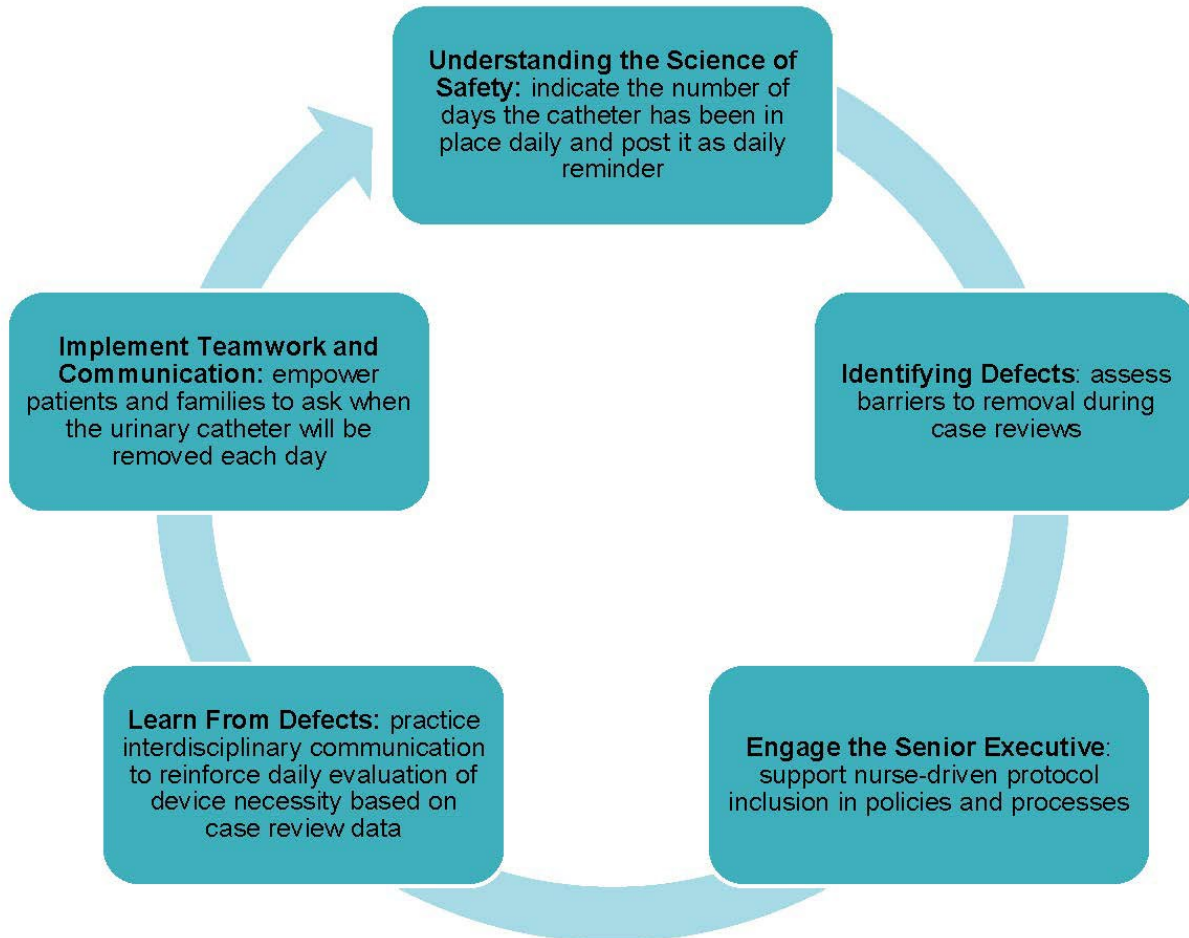 Understanding the Science of
Safety: indicate the number of
days the catheter has been in
place daily and post it as daily
reminder
Identifying Defects: assess
barriers to removal during
case reviews
Engage the Senior Executive:
support nurse-driven protocol
inclusion in policies and processes
Learn From Defects: practice
interdisciplinary communication
to reinforce daily evaluation of
device necessity based on
case review data
Implement Teamwork and
Communication: empower
patients and families to ask when
the urinary catheter will be
removed each day